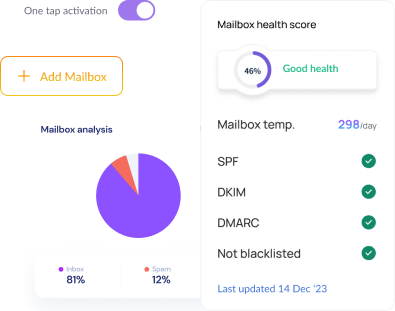 One tap activation
Add Mailbox
Mailbox analysis
Inbox
81%
Spam
12%
Mailbox health score
46%
Good health
Mailbox temp.
298/day
SPF
DKIM
DMARC
Not blacklisted
Last updated 14 Dec '23